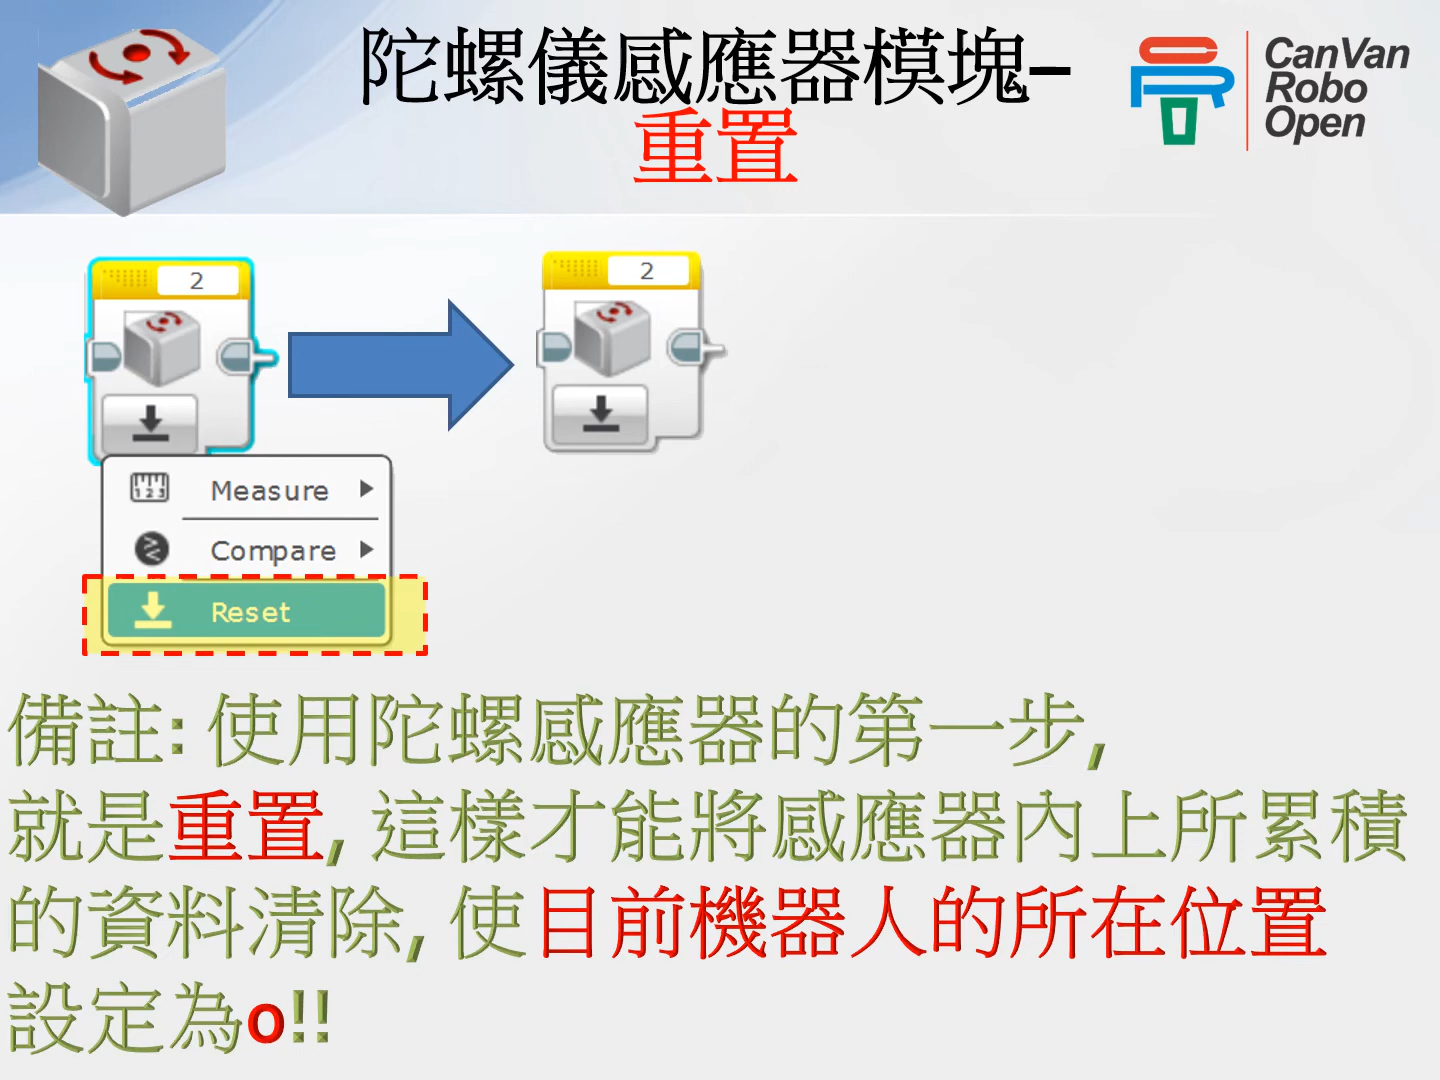 陀螺儀感應器模塊–
重置
CanVan
Robo
Open
2
2
Measure
Compare
Reset
備註: 使用陀螺感應器的第一步,
就是重置, 這樣才能將感應器內上所累積
的資料清除, 使目前機器人的所在位置
設定為0!!